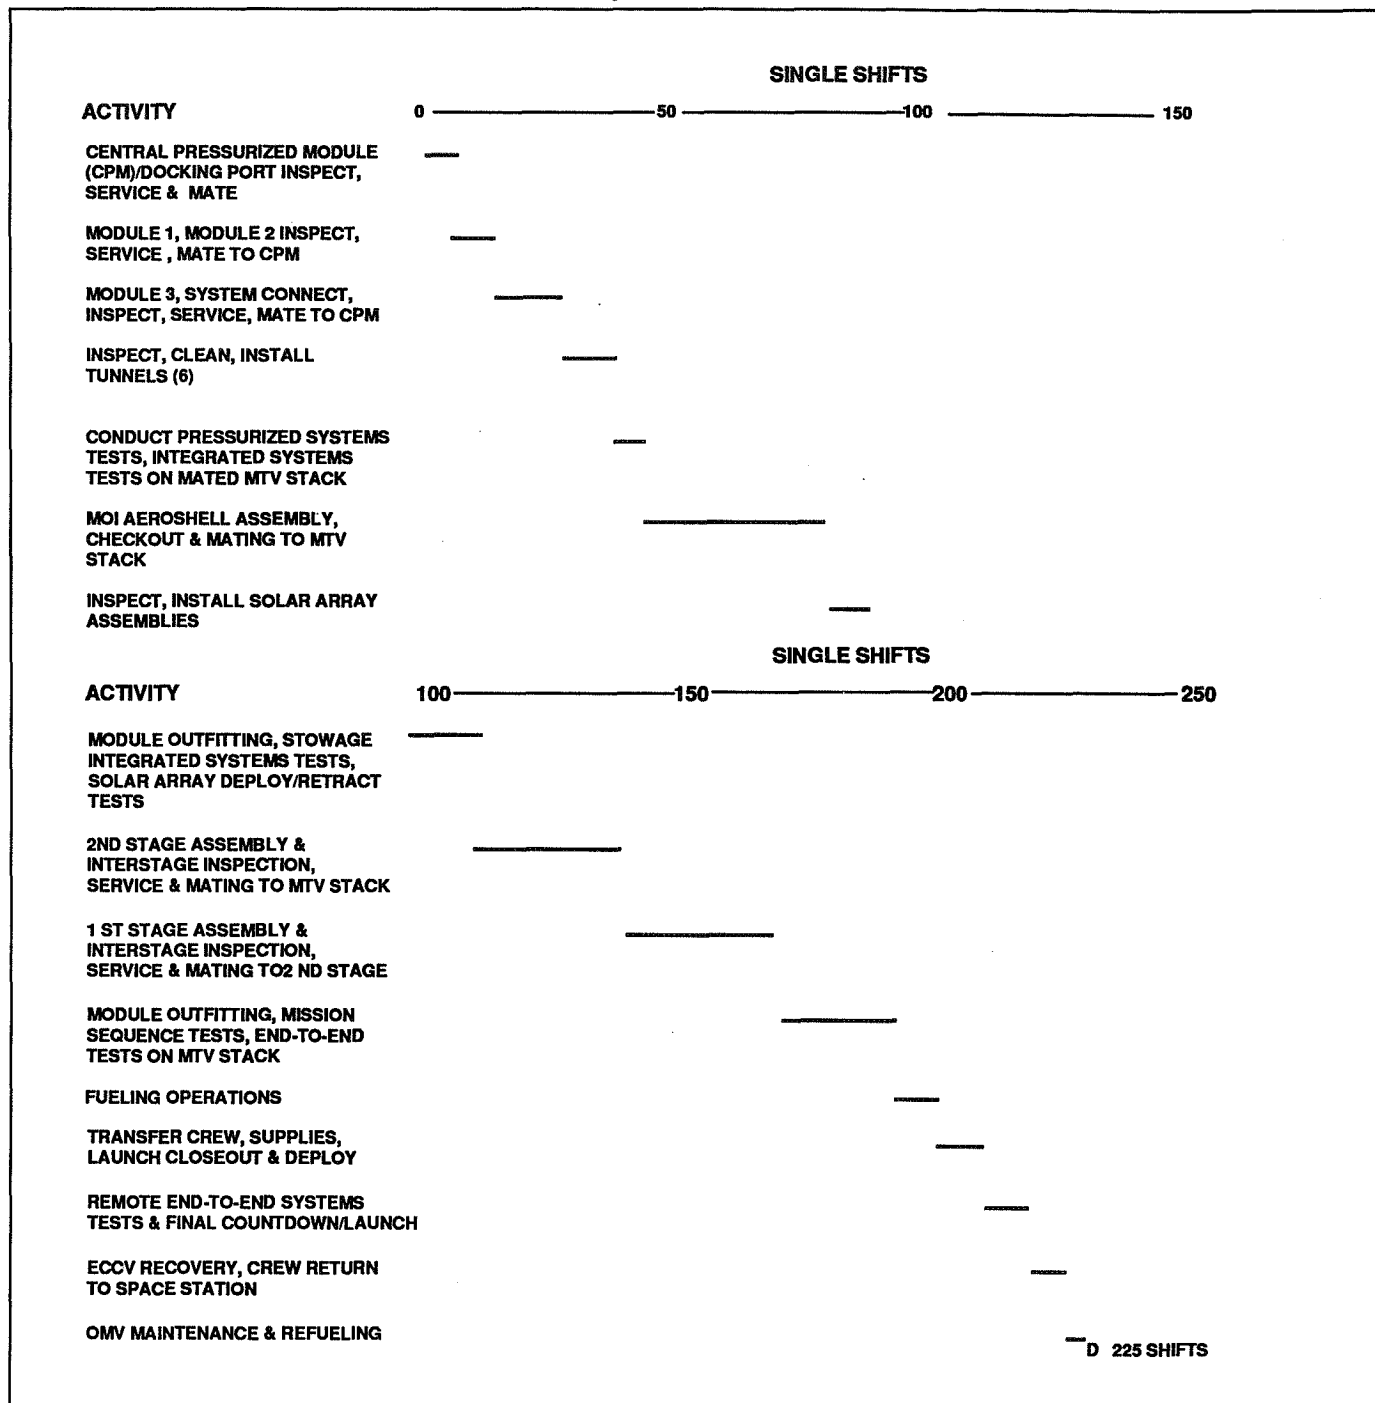 SINGLE SHIFTS
ACTIVITY 0 50 100 150
CENTRAL PRESSURIZED MODULE
(CPM)/DOCKING PORT INSPECT,
SERVICE & MATE
MODULE 1, MODULE 2 INSPECT,
SERVICE , MATE TO CPM
MODULE 3, SYSTEM CONNECT,
INSPECT, SERVICE, MATE TO CPM
INSPECT, CLEAN, INSTALL
TUNNELS (6)
CONDUCT PRESSURIZED SYSTEMS
TESTS, INTEGRATED SYSTEMS
TESTS ON MATED MTV STACK
MOI AEROSHELL ASSEMBLY,
CHECKOUT & MATING TO MTV
STACK
INSPECT, INSTALL SOLAR ARRAY
ASSEMBLIES
SINGLE SHIFTS
ACTIVITY 100 150 200 250
MODULE OUTFITTING, STOWAGE
INTEGRATED SYSTEMS TESTS,
SOLAR ARRAY DEPLOY/RETRACT
TESTS
2ND STAGE ASSEMBLY &
INTERSTAGE INSPECTION,
SERVICE & MATING TO MTV STACK
1 ST STAGE ASSEMBLY &
INTERSTAGE INSPECTION,
SERVICE & MATING TO2 ND STAGE
MODULE OUTFITTING, MISSION
SEQUENCE TESTS, END-TO-END
TESTS ON MTV STACK
FUELING OPERATIONS
TRANSFER CREW, SUPPLIES,
LAUNCH CLOSEOUT & DEPLOY
REMOTE END-TO-END SYSTEMS
TESTS & FINAL COUNTDOWN/LAUNCH
ECCV RECOVERY, CREW RETURN
TO SPACE STATION
OMV MAINTENANCE & REFUELING
D 225 SHIFTS